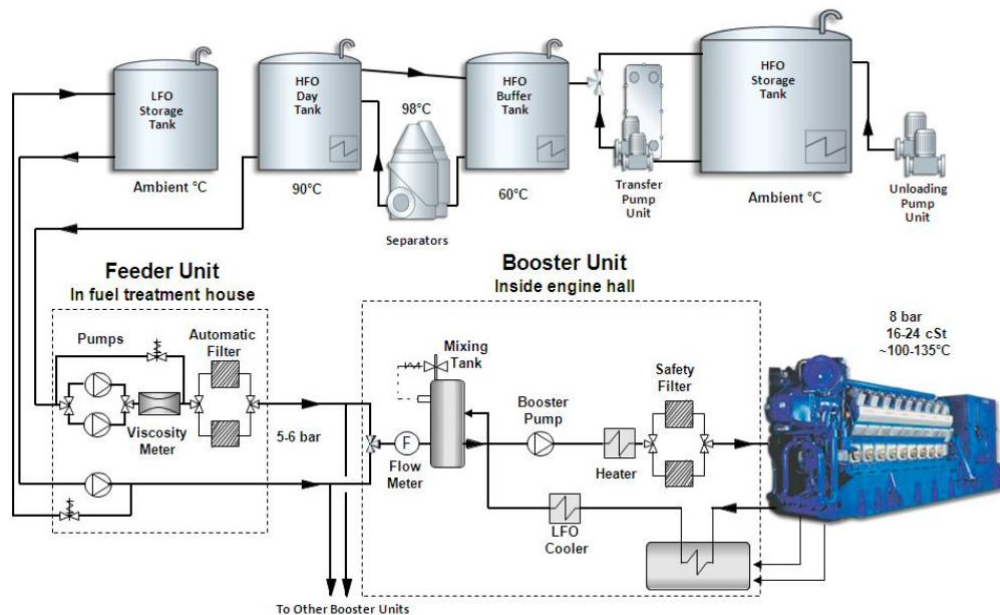 LFO
Storage
Tank
Ambient °C
HFO
Day
Tank
90°C
98°C
Separators
HFO
Buffer
Tank
60°C
Transfer
Pump
Unit
HFO
Storage
Tank
Ambient °C
Unloading
Pump
Unit
Feeder Unit
In fuel treatment house
Pumps
Automatic
Filter
Viscosity
Meter
5-6 bar
Booster Unit
Inside engine hall
Mixing
Tank
F
Flow
Meter
Booster
Pump
Heater
Safety
Filter
LFO
Cooler
8 bar
16-24 cSt
~100-135°C
To Other Booster Units